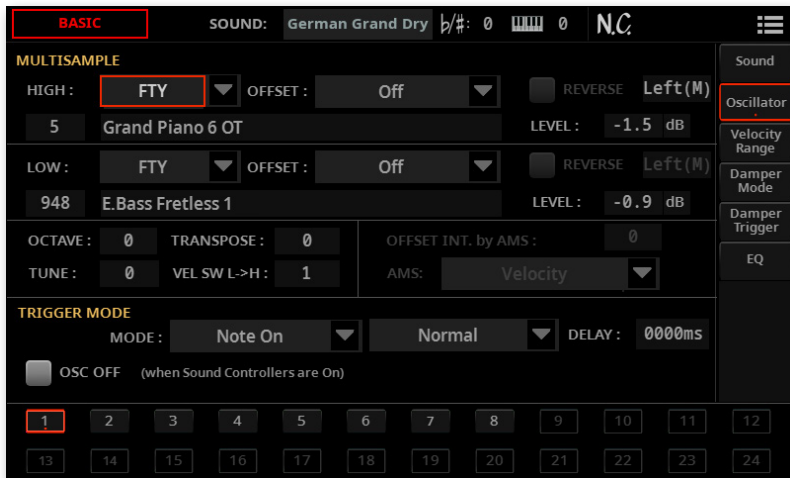 BASIC SOUND: German Grand Dry ♭/#: 0 0 N.C.
MULTISAMPLE
HIGH : FTY OFFSET : Off REVERSE Left(M)
5 Grand Piano 6 OT LEVEL : -1.5 dB
LOW : FTY OFFSET : Off REVERSE Left(M)
948 E.Bass Fretless 1 LEVEL : -0.9 dB
OCTAVE : 0 TRANSPOSE : 0 OFFSET INT. by AMS : 0
TUNE : 0 VEL SW L->H : 1 AMS: Velocity
TRIGGER MODE
MODE : Note On Normal DELAY : 0000ms
OSC OFF (when Sound Controllers are On)
Sound
Oscillator
Velocity
Range
Damper
Mode
Damper
Trigger
EQ
1 2 3 4 5 6 7 8 9 10 11 12
13 14 15 16 17 18 19 20 21 22 23 24